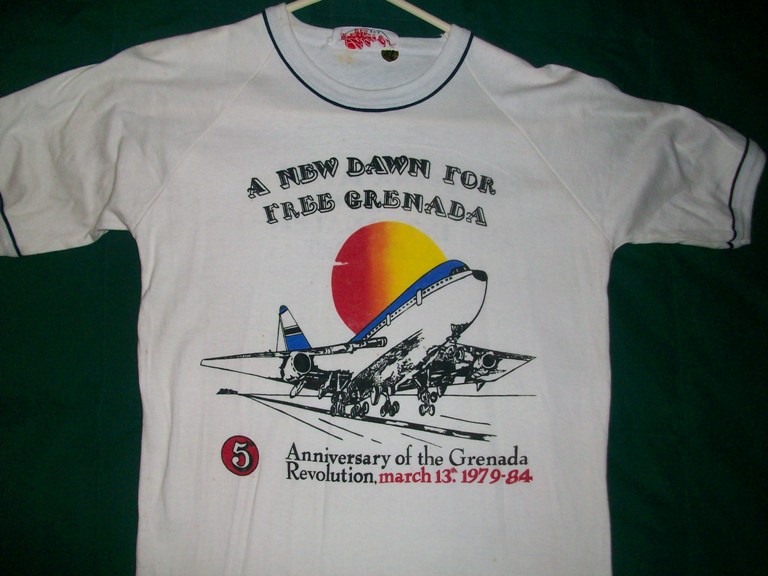 A NEW DAWN FOR
FREE GRENADA
5 Anniversary of the Grenada
Revolution, march 13th. 1979-84